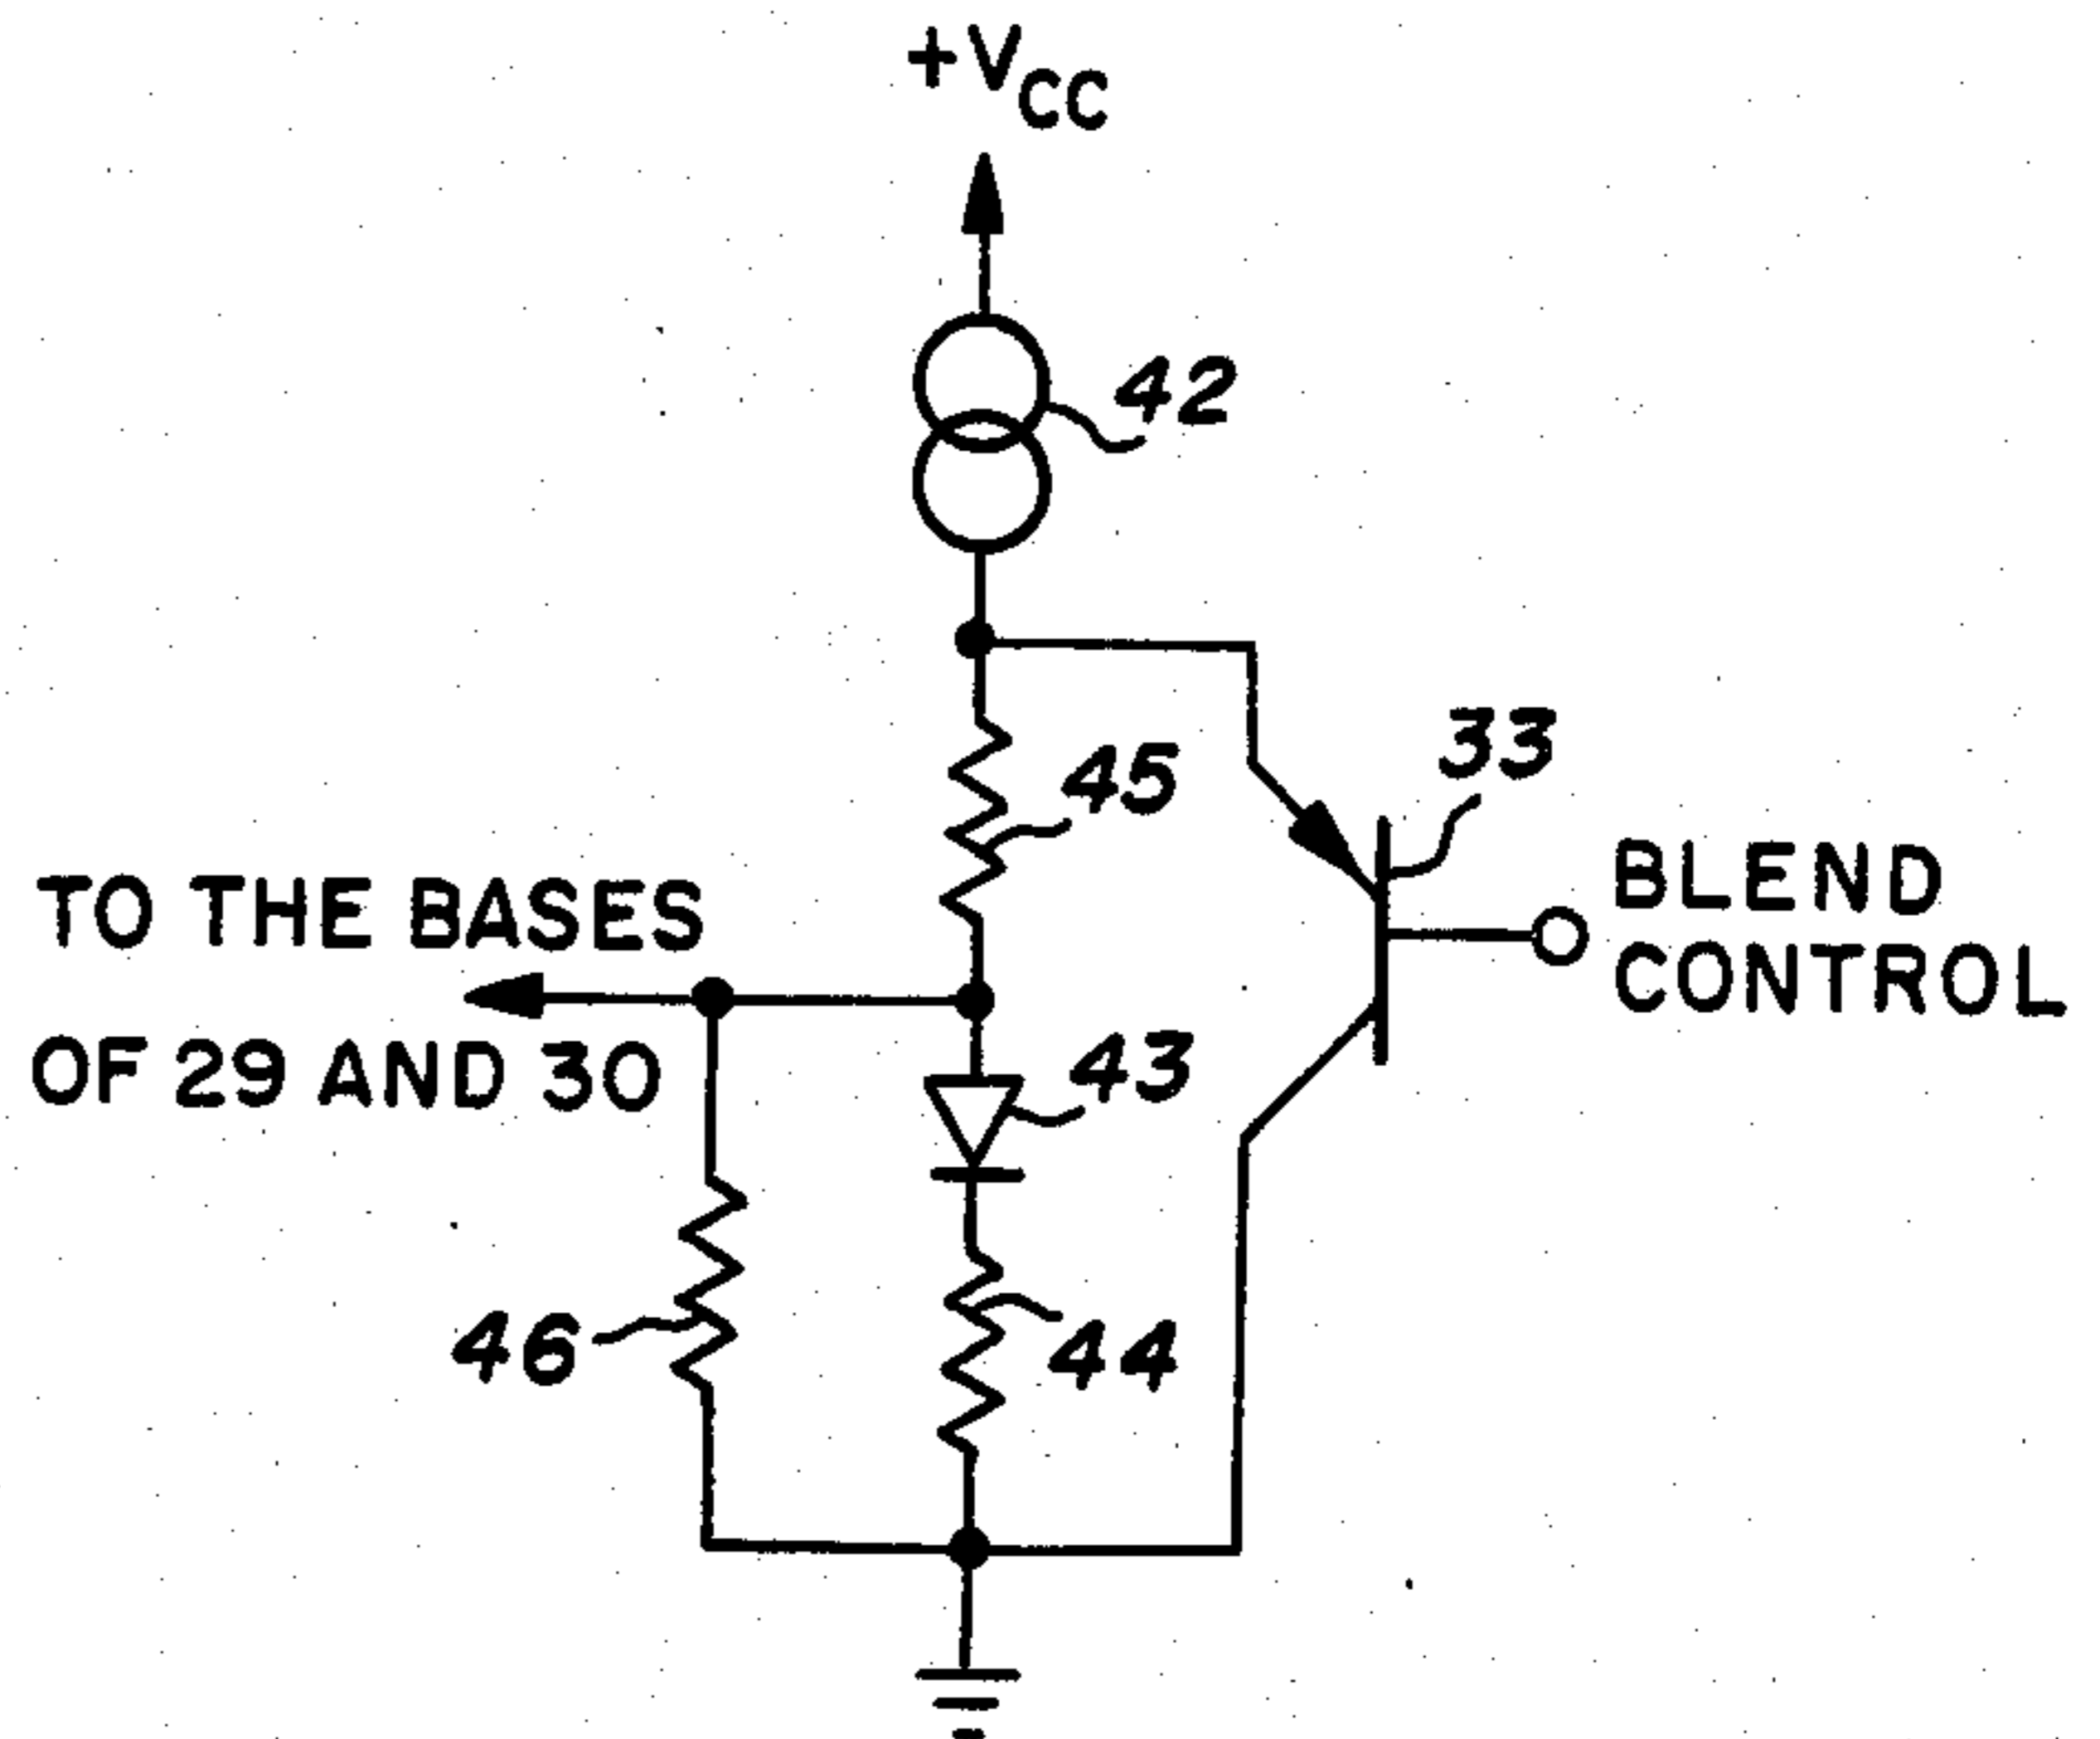 +VCC
42
33
45
BLEND
CONTROL
TO THE BASES
OF 29 AND 30
43
46
44